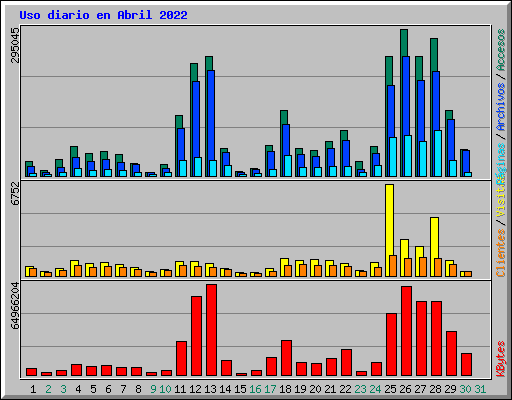 Uso diario en Abril 2022
295045
6752
64966204
Páginas / Archivos / Accesos
Clientes / Visitas
KBytes
1 2 3 4 5 6 7 8 9 10 11 12 13 14 15 16 17 18 19 20 21 22 23 24 25 26 27 28 29 30 31